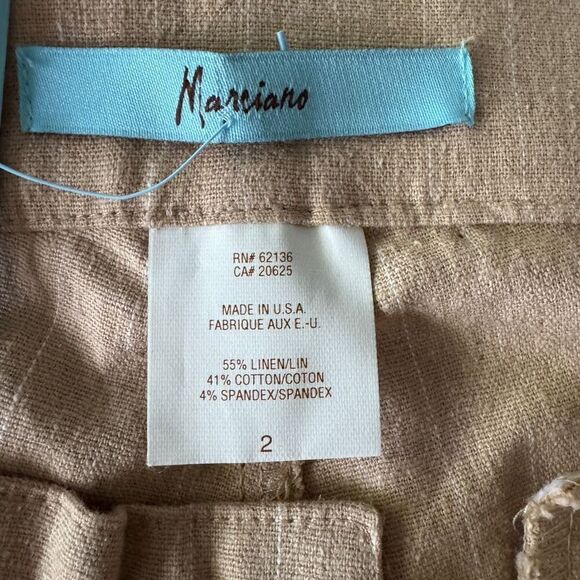 Marciano
RN# 62136
CA# 20625
MADE IN U.S.A.
FABRIQUE AUX E.-U.
55% LINEN/LIN
41% COTTON/COTON
4% SPANDEX/SPANDEX
2